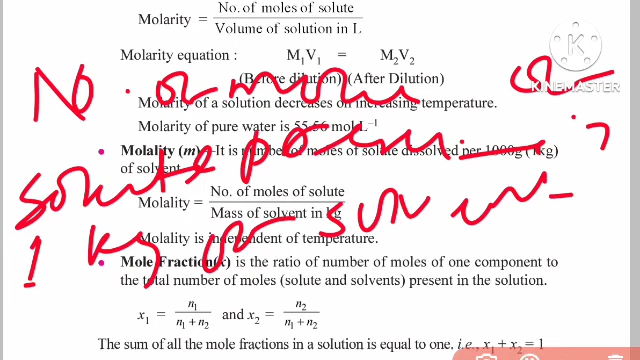 Molarity = No. of moles of solute / Volume of solution in L
Molarity equation : M₁V₁ = M₂V₂
(Before dilution) (After Dilution)
Molarity of a solution decreases on increasing temperature.
Molarity of pure water is 55.56 mol L⁻¹
• Molality (m) –It is number of moles of solute dissolved per 1000g (1kg)
of solvent
Molality = No. of moles of solute / Mass of solvent in kg
Molality is independent of temperature.
• Mole Fraction(x) is the ratio of number of moles of one component to
the total number of moles (solute and solvents) present in the solution.
x₁ = n₁ / n₁ + n₂ and x₂ = n₂ / n₁ + n₂
The sum of all the mole fractions in a solution is equal to one. i.e., x₁ + x₂ = 1
No. of mole of
solute present in
1 kg of solvent
KINEMASTER